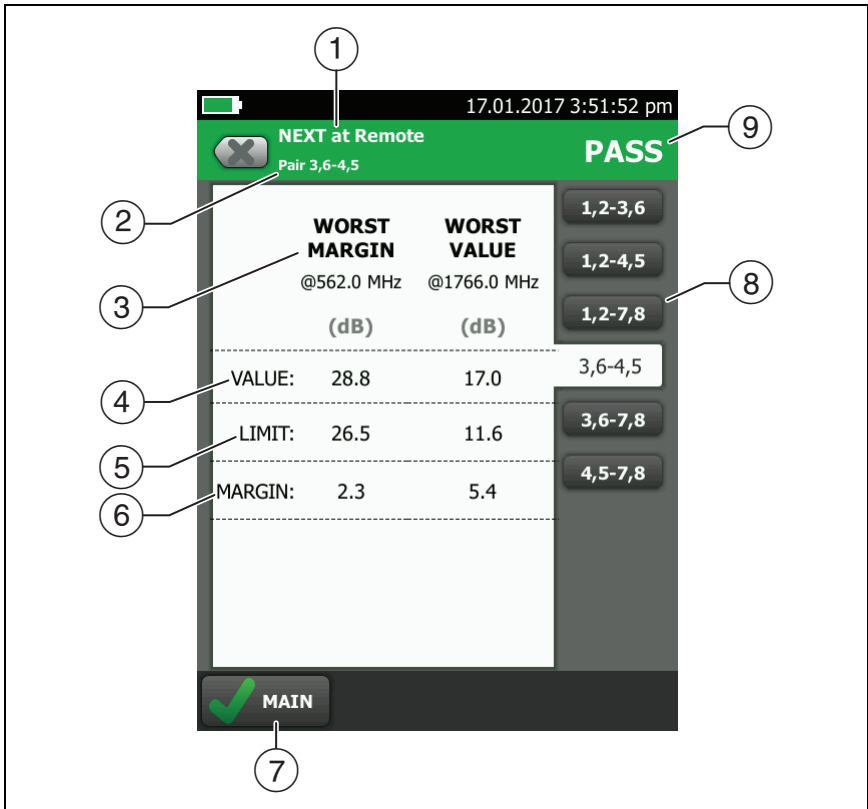 1
17.01.2017 3:51:52 pm
NEXT at Remote
PASS
9
Pair 3,6-4,5
2
WORST MARGIN
WORST VALUE
@562.0 MHz
@1766.0 MHz
(dB)
(dB)
3
1,2-3,6
1,2-4,5
1,2-7,8
8
3,6-4,5
3,6-7,8
4,5-7,8
4
VALUE: 28.8 17.0
5
LIMIT: 26.5 11.6
6
MARGIN: 2.3 5.4
MAIN
7